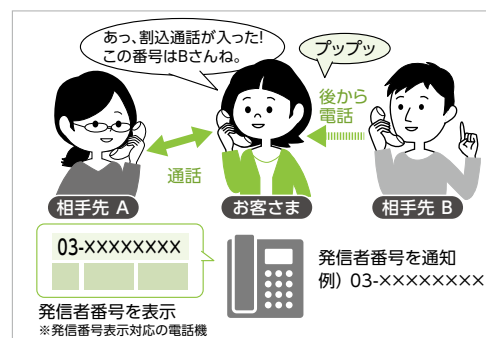 あっ、割込通話が入った!
この番号はBさんね。
プップッ
後から
電話
通話
相手先 A
お客さま
相手先 B
03-××××××××
発信者番号を通知
例) 03-××××××××
発信者番号を表示
※発信番号表示対応の電話機